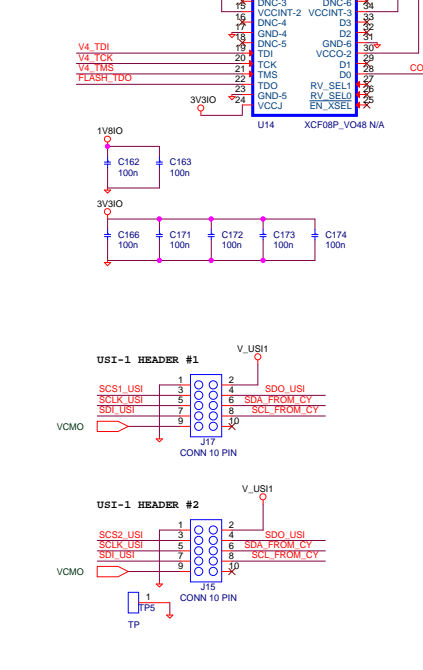 DNC-3 DNC-6
15 VCCINT-2 VCCINT-3 34
16 DNC-4 D3 33
17 GND-4 D2 32
18 DNC-5 GND-6 31
V4_TDI 19 TDI VCCO-2 30
V4_TCK 20 TCK D1 29
V4_TMS 21 TMS D0 28 CO
FLASH_TDO 22 TDO RV_SEL1 27
23 GND-5 RV_SEL0 26
3V3IO 24 VCCJ EN_XSEL 25
U14 XCF08P_VO48 N/A
1V8IO
C162 C163
100n 100n
3V3IO
C166 C171 C172 C173 C174
100n 100n 100n 100n 100n
V_USI1
USI-1 HEADER #1
1 2
SCS1_USI 3 4 SDO_USI
SCLK_USI 5 6 SDA_FROM_CY
SDI_USI 7 8 SCL_FROM_CY
VCMO 9 10
J17
CONN 10 PIN
V_USI1
USI-1 HEADER #2
1 2
SCS2_USI 3 4 SDO_USI
SCLK_USI 5 6 SDA_FROM_CY
SDI_USI 7 8 SCL_FROM_CY
VCMO 9 10
J15
CONN 10 PIN
1
TP5
TP